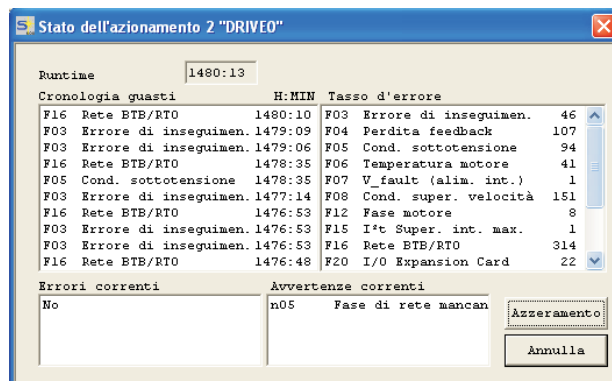 Stato dell'azionamento 2 "DRIVE0"
Runtime 1480:13
Cronologia guasti H:MIN
F16 Rete BTB/RTO 1480:10
F03 Errore di inseguimen. 1479:09
F03 Errore di inseguimen. 1479:06
F16 Rete BTB/RTO 1478:35
F05 Cond. sottotensione 1478:35
F03 Errore di inseguimen. 1477:14
F16 Rete BTB/RTO 1476:53
F03 Errore di inseguimen. 1476:53
F03 Errore di inseguimen. 1476:53
F16 Rete BTB/RTO 1476:48
Tasso d'errore
F03 Errore di inseguimen. 46
F04 Perdita feedback 107
F05 Cond. sottotensione 94
F06 Temperatura motore 41
F07 V_fault (alim. int.) 1
F08 Cond. super. velocità 151
F12 Fase motore 8
F15 I²t Super. int. max. 1
F16 Rete BTB/RTO 314
F20 I/O Expansion Card 22
Errori correnti
No
Avvertenze correnti
n05 Fase di rete mancan
Azzeramento
Annulla